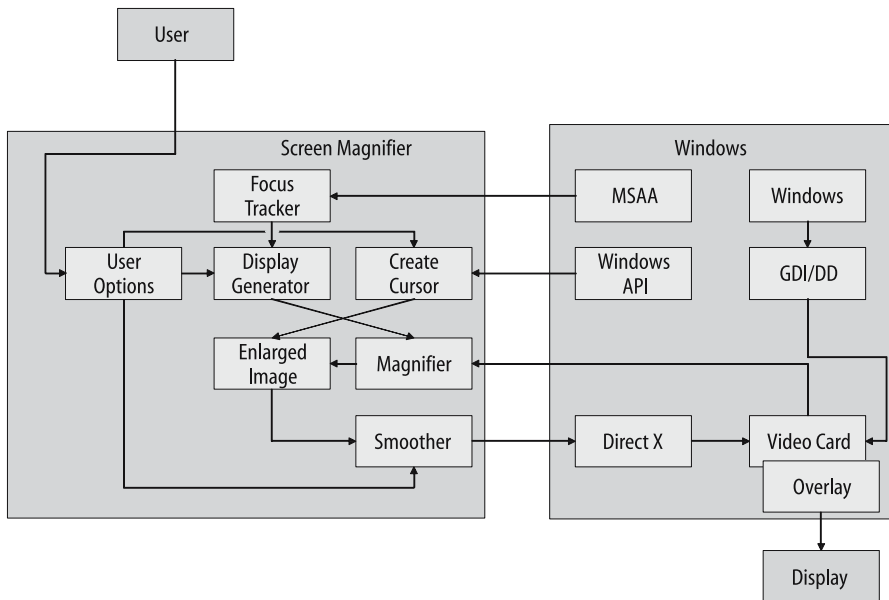 User
Screen Magnifier
Windows
Focus
Tracker
MSAA
Windows
User
Options
Display
Generator
Create
Cursor
Windows
API
GDI/DD
Enlarged
Image
Magnifier
Smoother
Direct X
Video Card
Overlay
Display